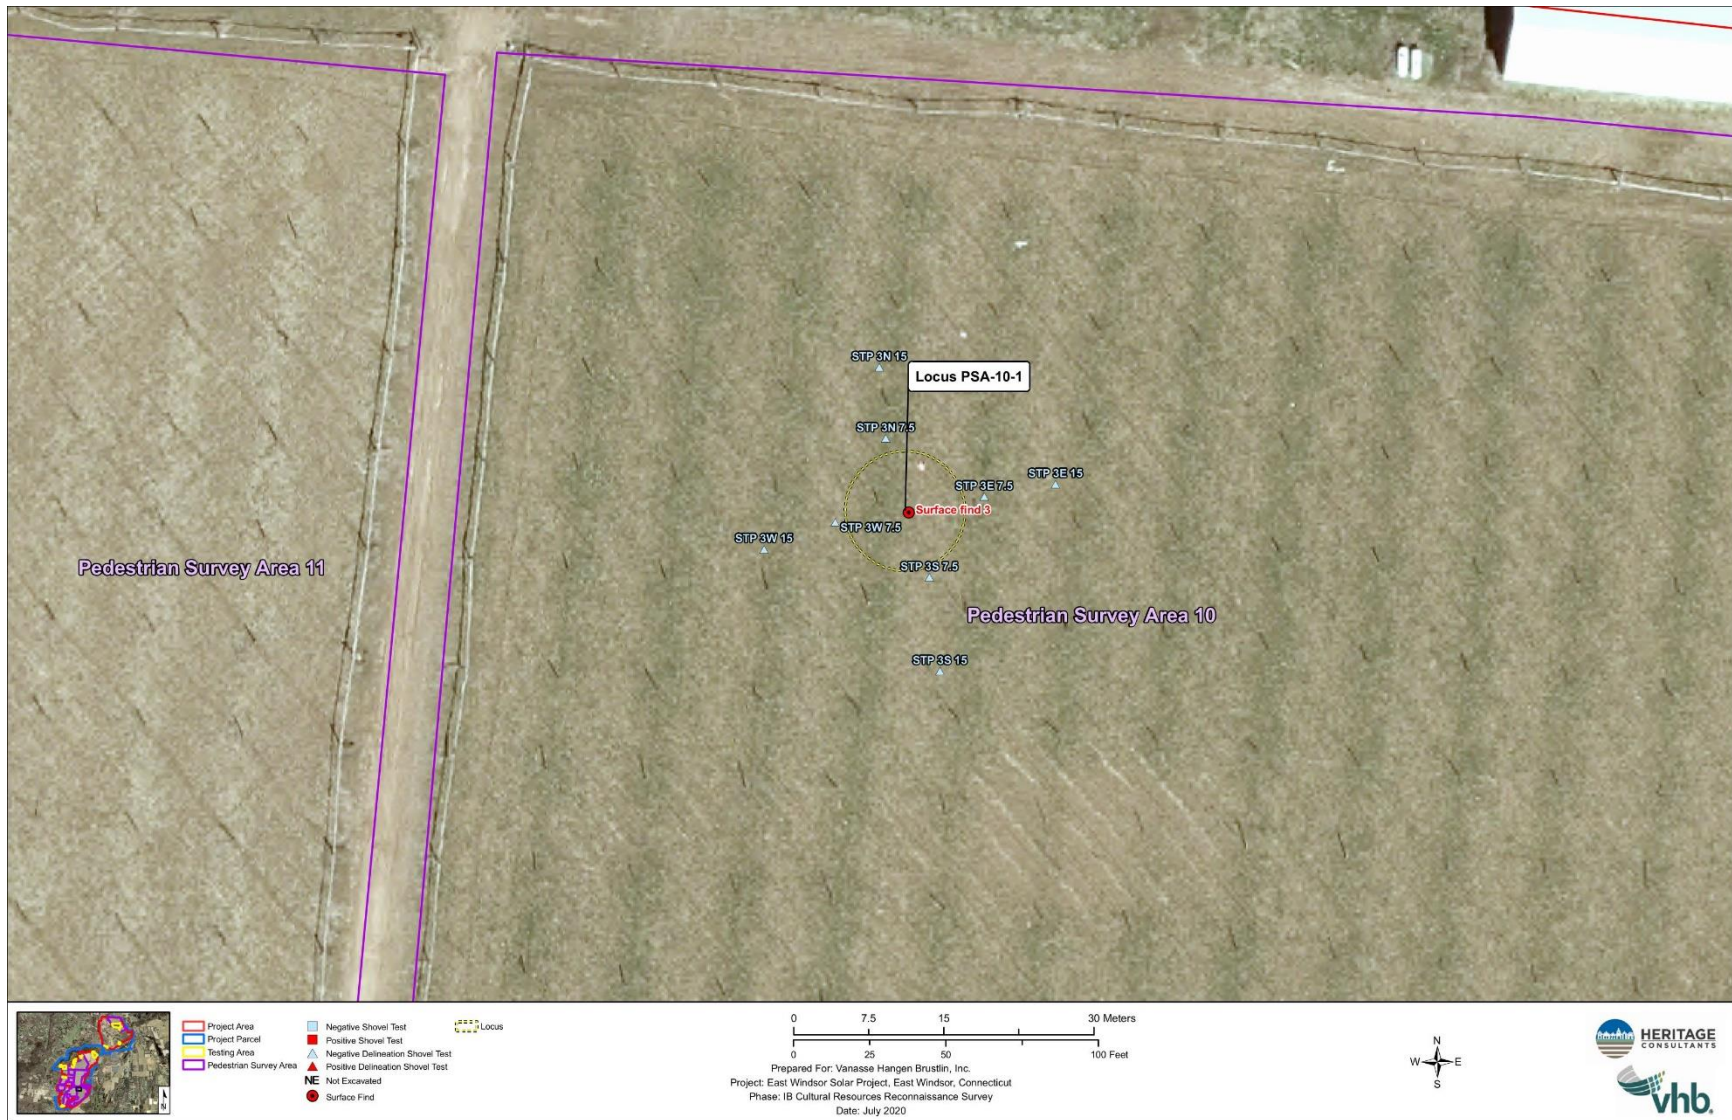 STP 3N 15
Locus PSA-10-1
STP 3N 7.5
STP 3E 15
STP 3E 7.5
Surface find 3
STP 3W 7.5
STP 3W 15
Pedestrian Survey Area 11
STP 3S 7.5
Pedestrian Survey Area 10
STP 3S 15
N
Project Area
Project Parcel
Testing Area
Pedestrian Survey Area
Negative Shovel Test
Positive Shovel Test
Negative Delineation Shovel Test
Positive Delineation Shovel Test
NE Not Excavated
Surface Find
Locus
0 7.5 15 30 Meters
0 25 50 100 Feet
Prepared For: Vanasse Hangen Brustlin, Inc.
Project: East Windsor Solar Project, East Windsor, Connecticut
Phase: IB Cultural Resources Reconnaissance Survey
Date: July 2020
N
W E
S
HERITAGE
CONSULTANTS
vhb.